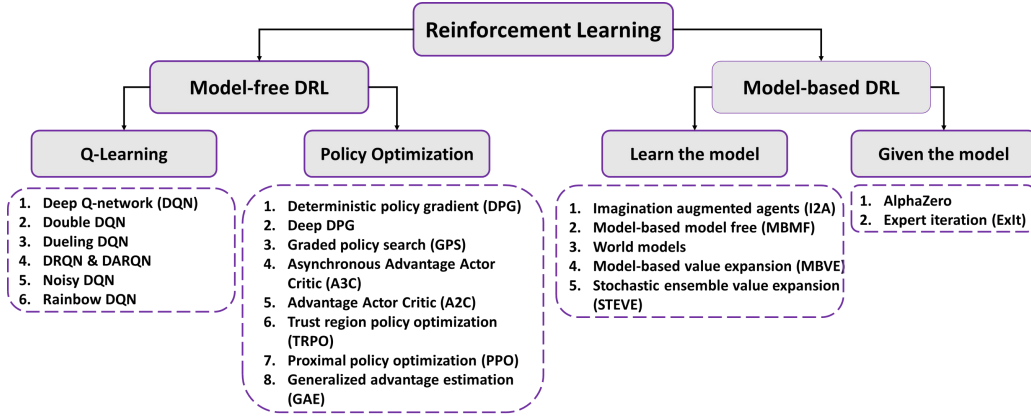 Reinforcement Learning
Model-free DRL
Model-based DRL
Q-Learning
Policy Optimization
Learn the model
Given the model
1. Deep Q-network (DQN)
2. Double DQN
3. Dueling DQN
4. DRQN & DARQN
5. Noisy DQN
6. Rainbow DQN
1. Deterministic policy gradient (DPG)
2. Deep DPG
3. Graded policy search (GPS)
4. Asynchronous Advantage Actor
Critic (A3C)
5. Advantage Actor Critic (A2C)
6. Trust region policy optimization
(TRPO)
7. Proximal policy optimization (PPO)
8. Generalized advantage estimation
(GAE)
1. Imagination augmented agents (I2A)
2. Model-based model free (MBMF)
3. World models
4. Model-based value expansion (MBVE)
5. Stochastic ensemble value expansion
(STEVE)
1. AlphaZero
2. Expert iteration (ExIt)